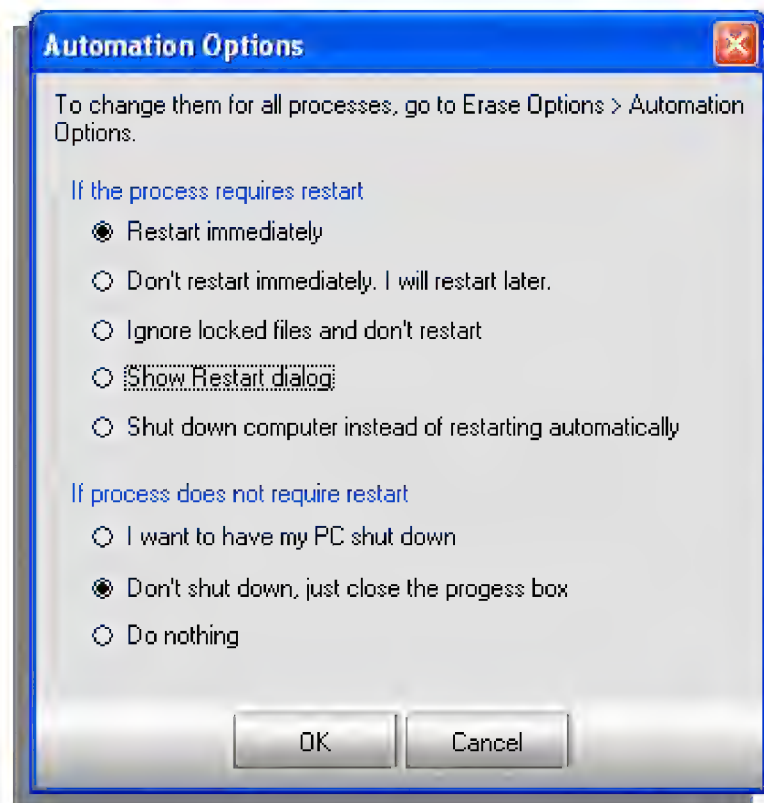 Automation Options
To change them for all processes, go to Erase Options > Automation
Options.
If the process requires restart
Restart immediately
Don't restart immediately. I will restart later.
Ignore locked files and don't restart
Show Restart dialog
Shut down computer instead of restarting automatically
If process does not require restart
I want to have my PC shut down
Don't shut down, just close the progess box
Do nothing
OK Cancel